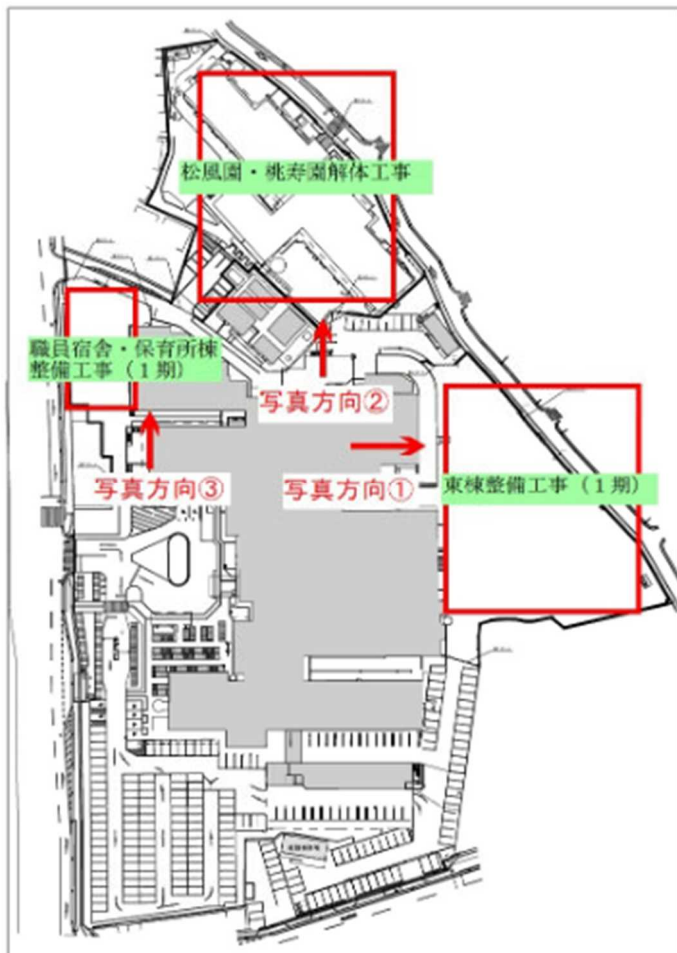 松風園・桃寿園解体工事
職員宿舎・保育所棟
整備工事（1期）
写真方向②
写真方向③
写真方向①
東棟整備工事（1期）